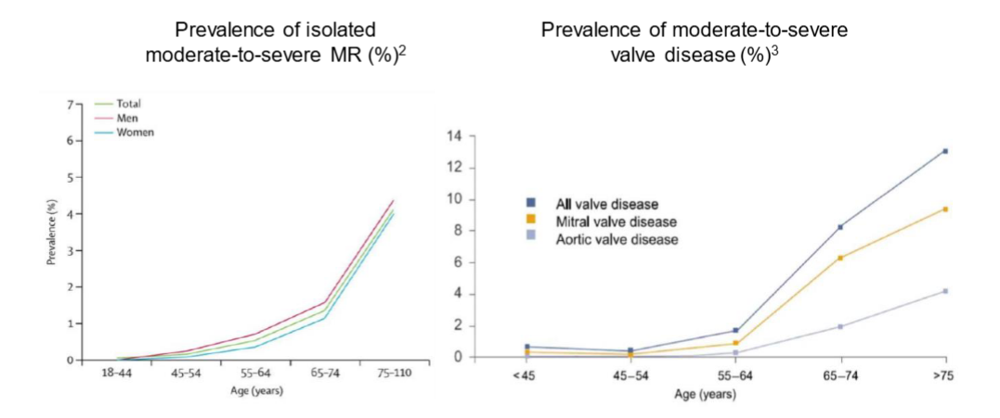 Prevalence of isolated
moderate-to-severe MR (%)²
7
6
5
4
3
2
1
0
Prevalence (%)
Total
Men
Women
18-44
45-54
55-64
65-74
75-110
Age (years)
Prevalence of moderate-to-severe
valve disease (%)³
14
12
10
8
6
4
2
0
All valve disease
Mitral valve disease
Aortic valve disease
<45
45–54
55–64
65–74
>75
Age (years)